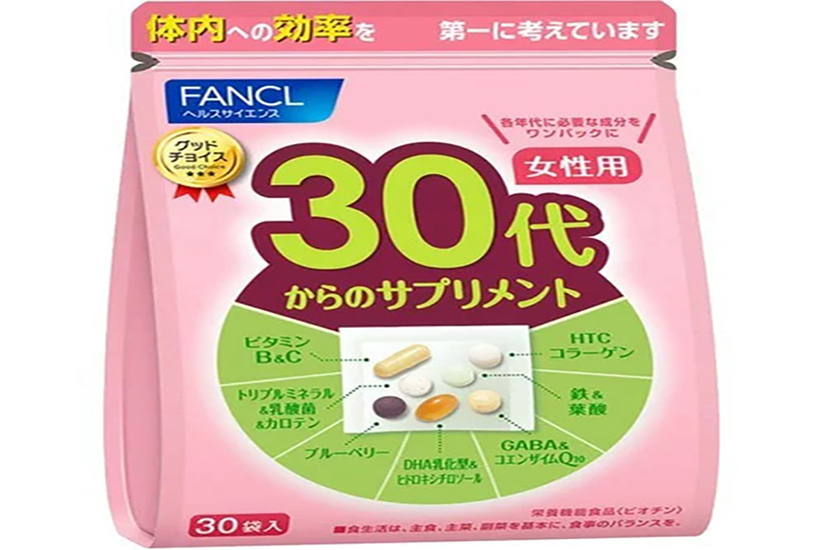 体内への効率を 第一に考えています
FANCL
ヘルスサイエンス
各年代に必要な成分を
ワンパックに
グッド
チョイス
Good Choice
女性用
30代
からのサプリメント
ビタミン
B&C
HTC
コラーゲン
トリプルミネラル
&乳酸菌
&カロテン
鉄&
葉酸
ブルーベリー
DHA乳化型&
ヒドロキシチロソール
GABA&
コエンザイムQ10
栄養機能食品〈ビオチン〉
30袋入
■食生活は、主食、主菜、副菜を基本に、食事のバランスを。